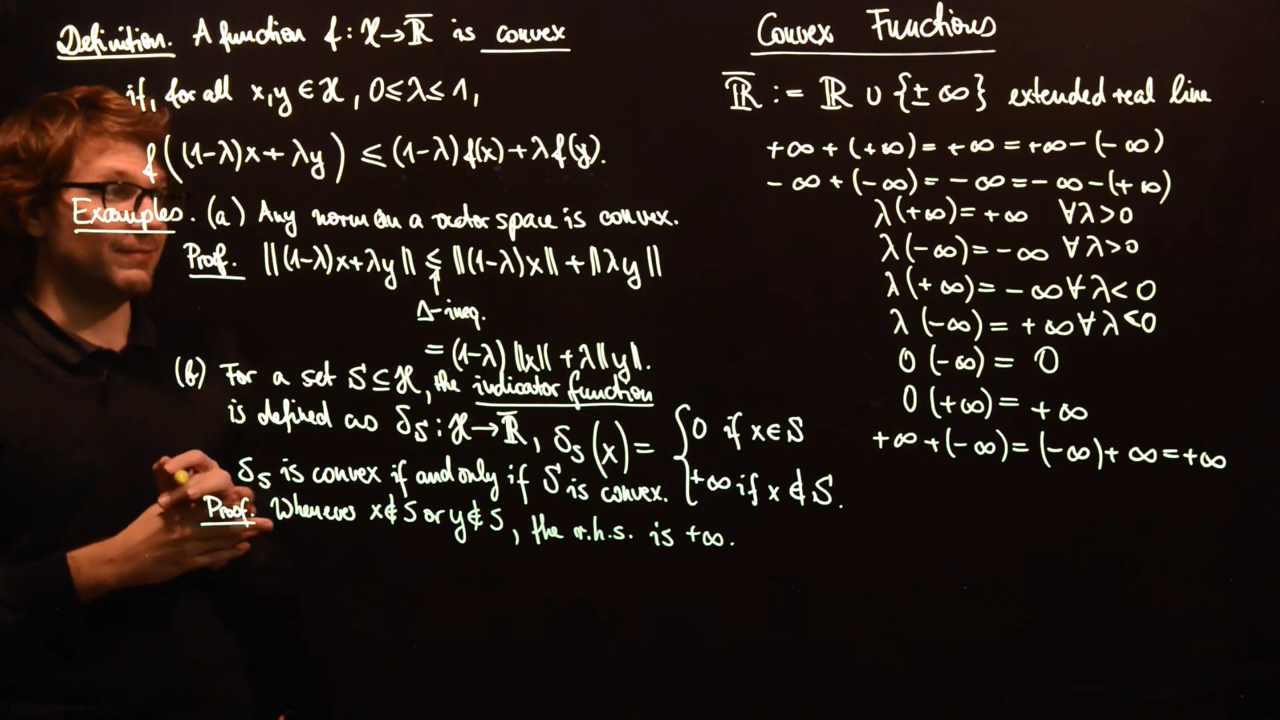 Definition. A function f: ℋ→ℝ̅ is convex
if, for all x,y ∈ ℋ, 0≤λ≤1,
f((1-λ)x+λy) ≤ (1-λ)f(x)+λf(y).
Examples. (a) Any norm on a vector space is convex.
Proof. ||(1-λ)x+λy|| ≤ ||(1-λ)x|| + ||λy||
↑
Δ-ineq.
= (1-λ)||x|| + λ||y||.
(b) For a set S⊆ℋ, the indicator function
is defined as δ_S: ℋ→ℝ̅, δ_S(x) = { 0 if x∈S
+∞ if x∉S.
δ_S is convex if and only if S is convex.
Proof. Whenever x∉S or y∉S, the r.h.s. is +∞.
Convex Functions
ℝ̅ := ℝ ∪ {±∞} extended real line
+∞+(+∞)=+∞=+∞-(-∞)
-∞+(-∞)=-∞=-∞-(+∞)
λ(+∞)=+∞ ∀λ>0
λ(-∞)=-∞ ∀λ>0
λ(+∞)=-∞ ∀λ<0
λ(-∞)=+∞ ∀λ<0
0(-∞)=0
0(+∞)=+∞
+∞+(-∞)=(-∞)+∞=+∞